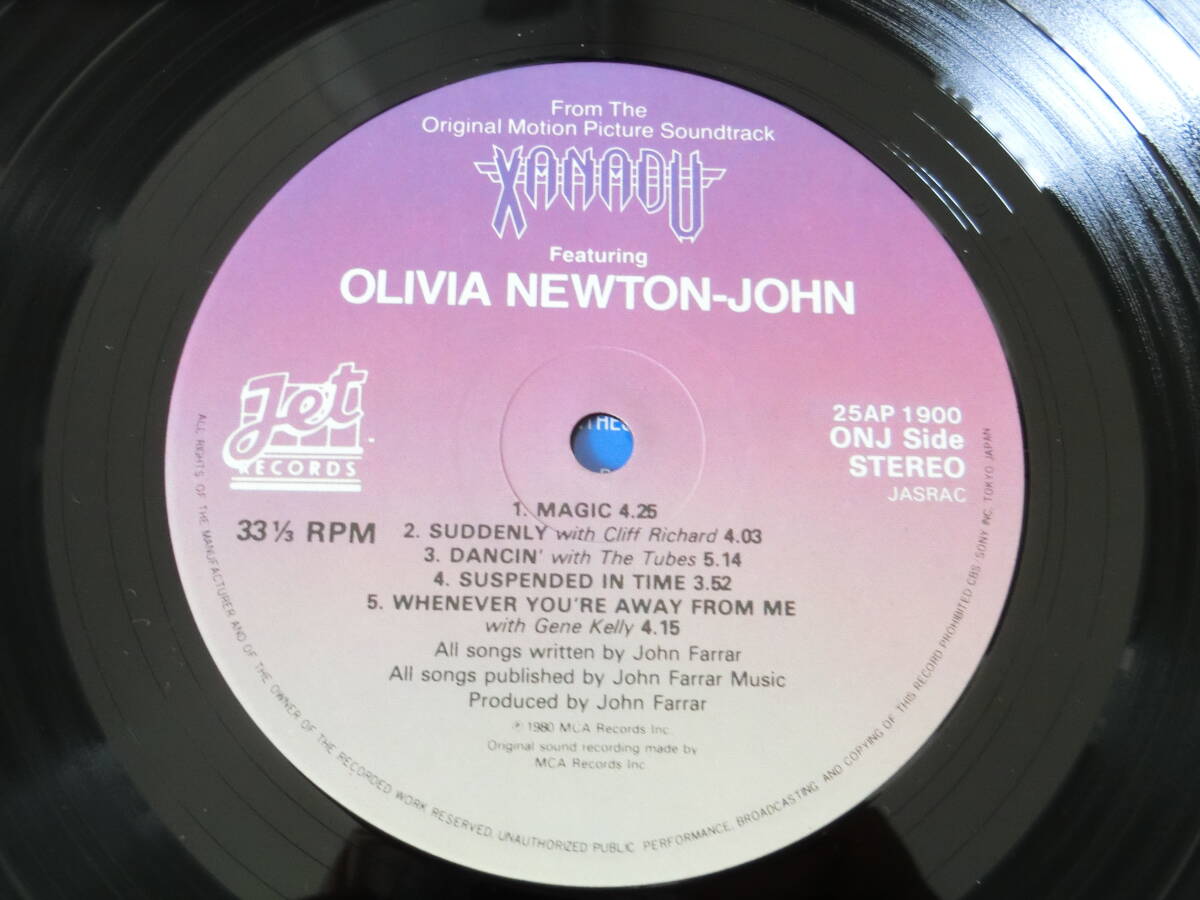 From The
Original Motion Picture Soundtrack
XANADU
Featuring
OLIVIA NEWTON-JOHN
Jet
RECORDS
25AP 1900
ONJ Side
STEREO
JASRAC
33 1/3 RPM
1. MAGIC 4.25
2. SUDDENLY with Cliff Richard 4.03
3. DANCIN' with The Tubes 5.14
4. SUSPENDED IN TIME 3.52
5. WHENEVER YOU'RE AWAY FROM ME
with Gene Kelly 4.15
All songs written by John Farrar
All songs published by John Farrar Music
Produced by John Farrar
℗ 1980 MCA Records Inc.
Original sound recording made by
MCA Records Inc.
ALL RIGHTS OF THE MANUFACTURER AND OF THE OWNER OF THE RECORDED WORK RESERVED. UNAUTHORIZED PUBLIC PERFORMANCE, BROADCASTING AND COPYING OF THIS RECORD PROHIBITED CBS/SONY INC. TOKYO JAPAN